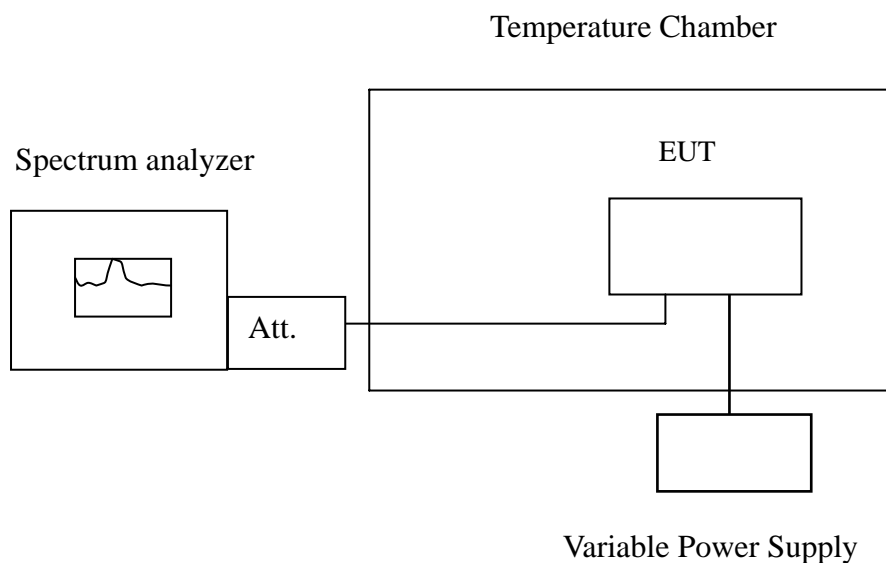 Temperature Chamber
Spectrum analyzer
EUT
Att.
Variable Power Supply